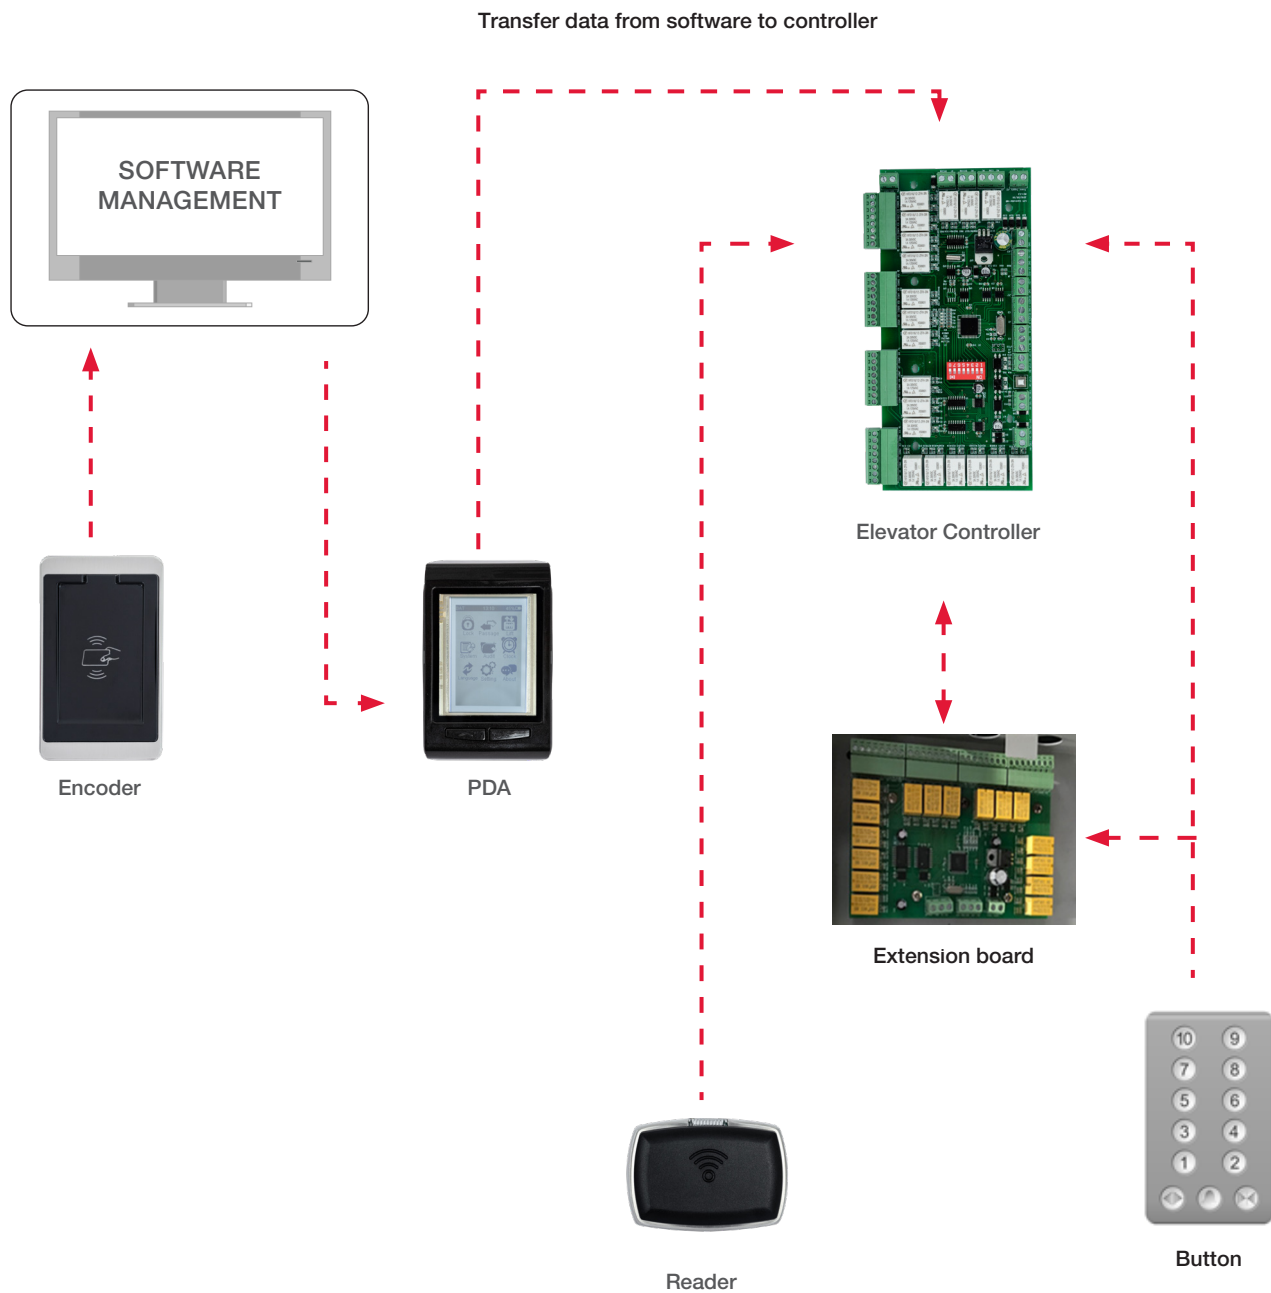 Transfer data from software to controller
SOFTWARE
MANAGEMENT
Elevator Controller
Encoder
PDA
Extension board
10 9
7 8
5 6
3 4
1 2
Button
Reader